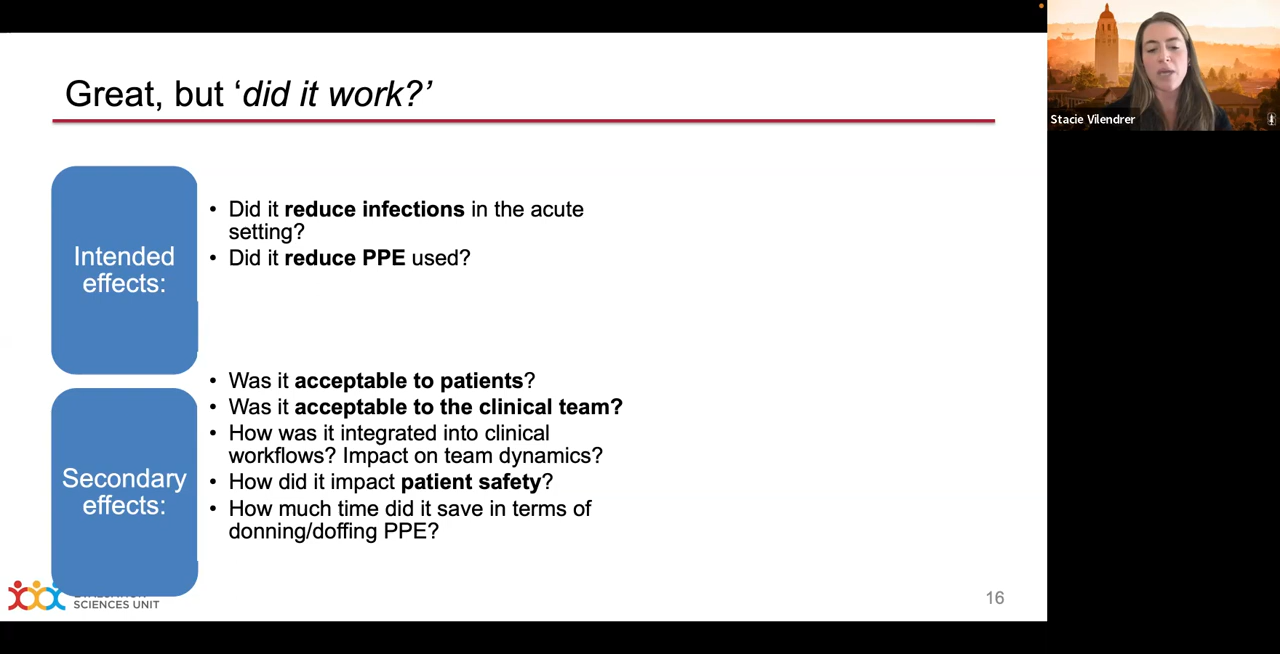 Great, but ‘did it work?’
Stacie Vilendrer
Intended
effects:
• Did it reduce infections in the acute
setting?
• Did it reduce PPE used?
Secondary
effects:
• Was it acceptable to patients?
• Was it acceptable to the clinical team?
• How was it integrated into clinical
workflows? Impact on team dynamics?
• How did it impact patient safety?
• How much time did it save in terms of
donning/doffing PPE?
SCIENCES UNIT
16